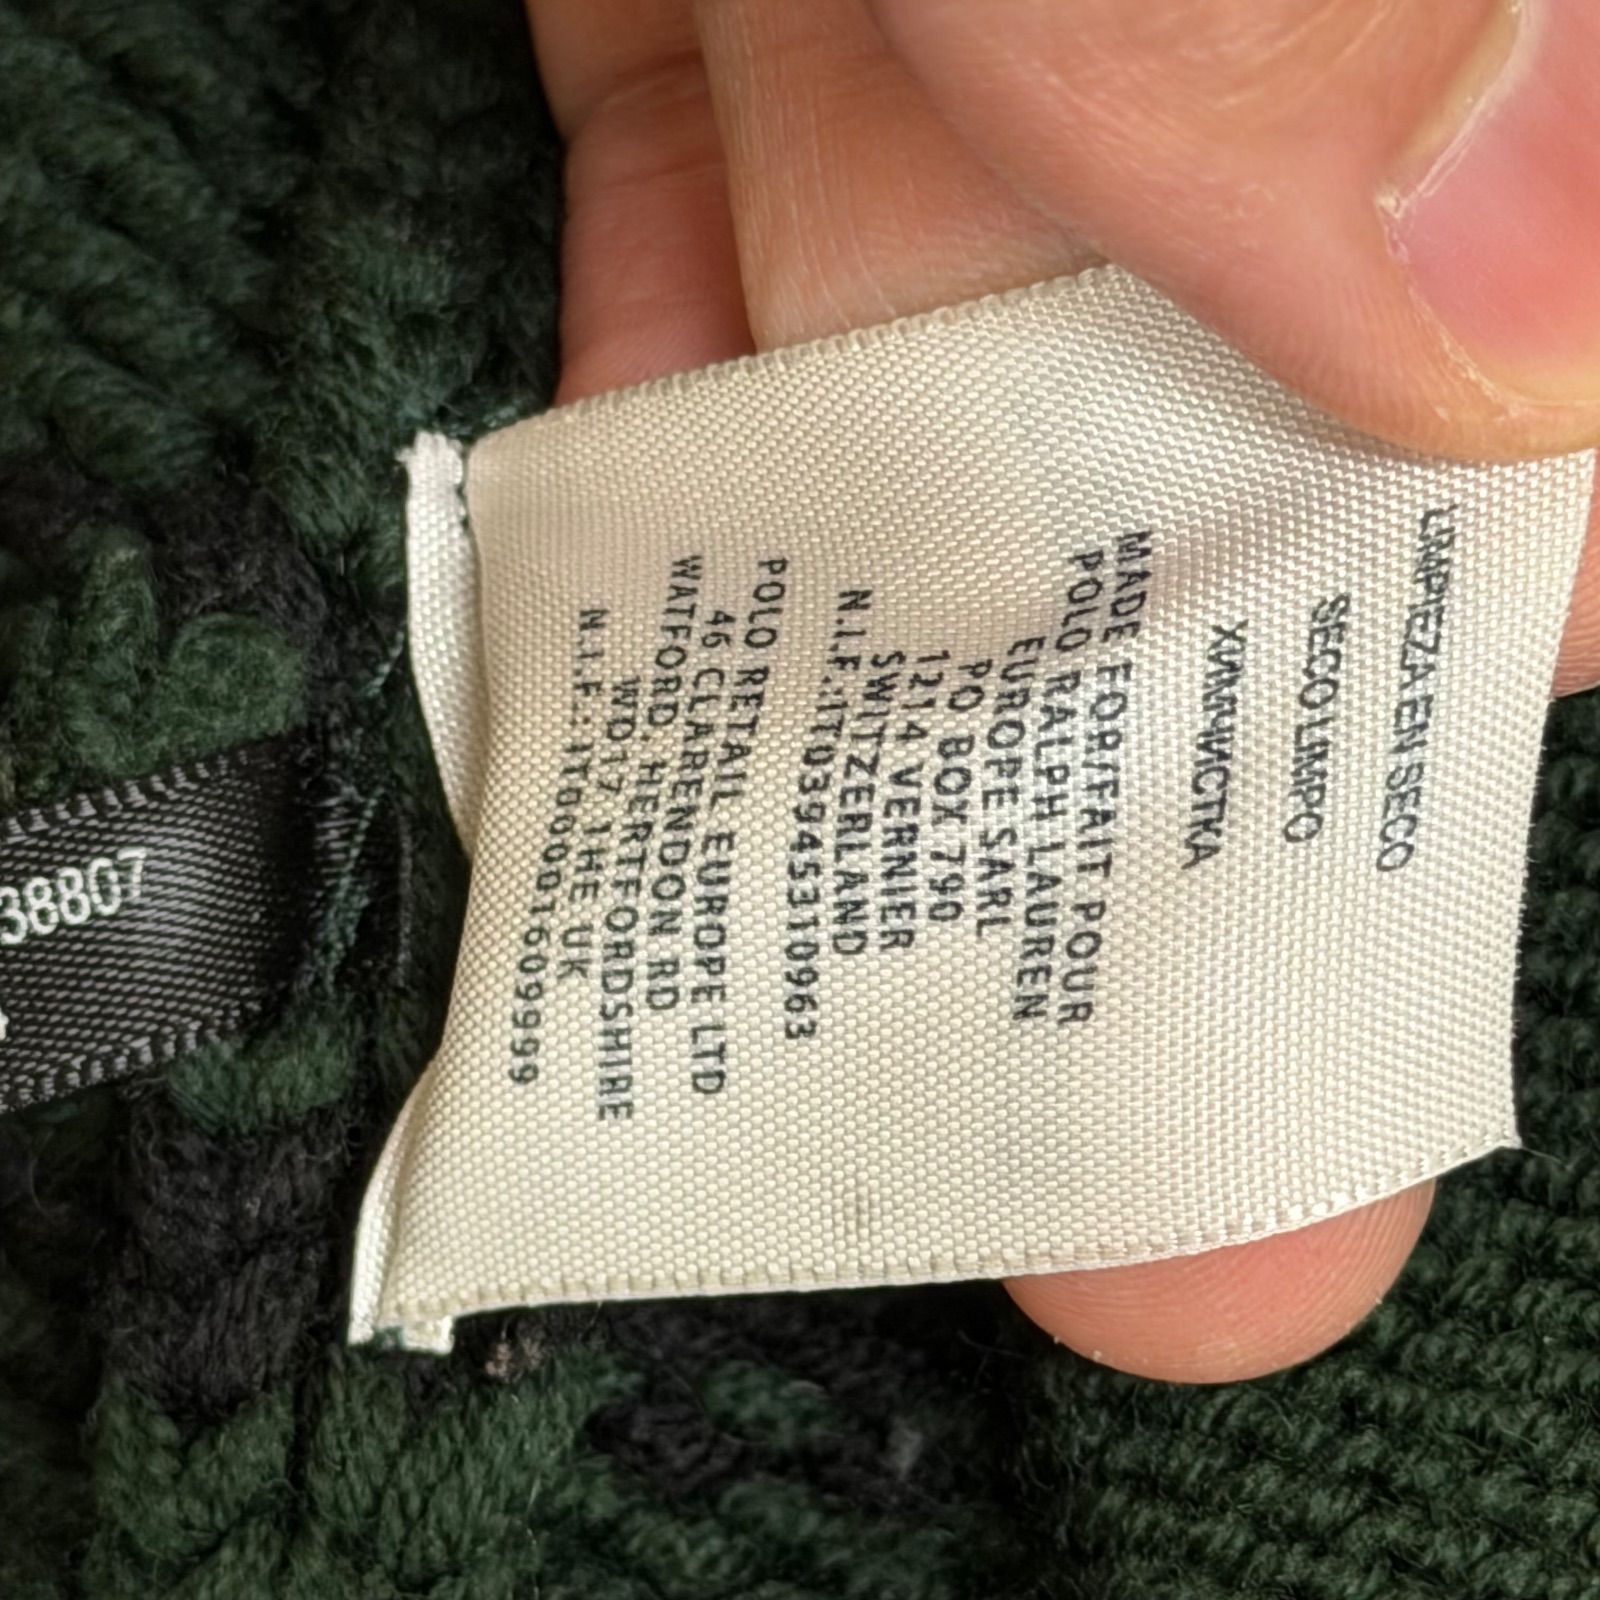 LIMPIEZA EN SECO
SECO LIMPO
ХИМЧИСТКА
MADE FOR/FAIT POUR
POLO RALPH LAUREN
EUROPE SARL
PO BOX 790
1214 VERNIER
SWITZERLAND
N.I.F.:IT03945310963
POLO RETAIL EUROPE LTD
46 CLARENDON RD
WATFORD, HERTFORDSHIRE
WD17 1HE UK
N.I.F.:IT00001609999
38807